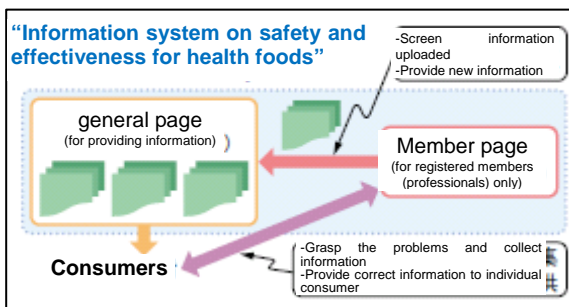 “Information system on safety and
effectiveness for health foods”
-Screen information
uploaded
-Provide new information
general page
(for providing information) )
Member page
(for registered members
(professionals) only)
Consumers
-Grasp the problems and collect
information
-Provide correct information to individual
consumer